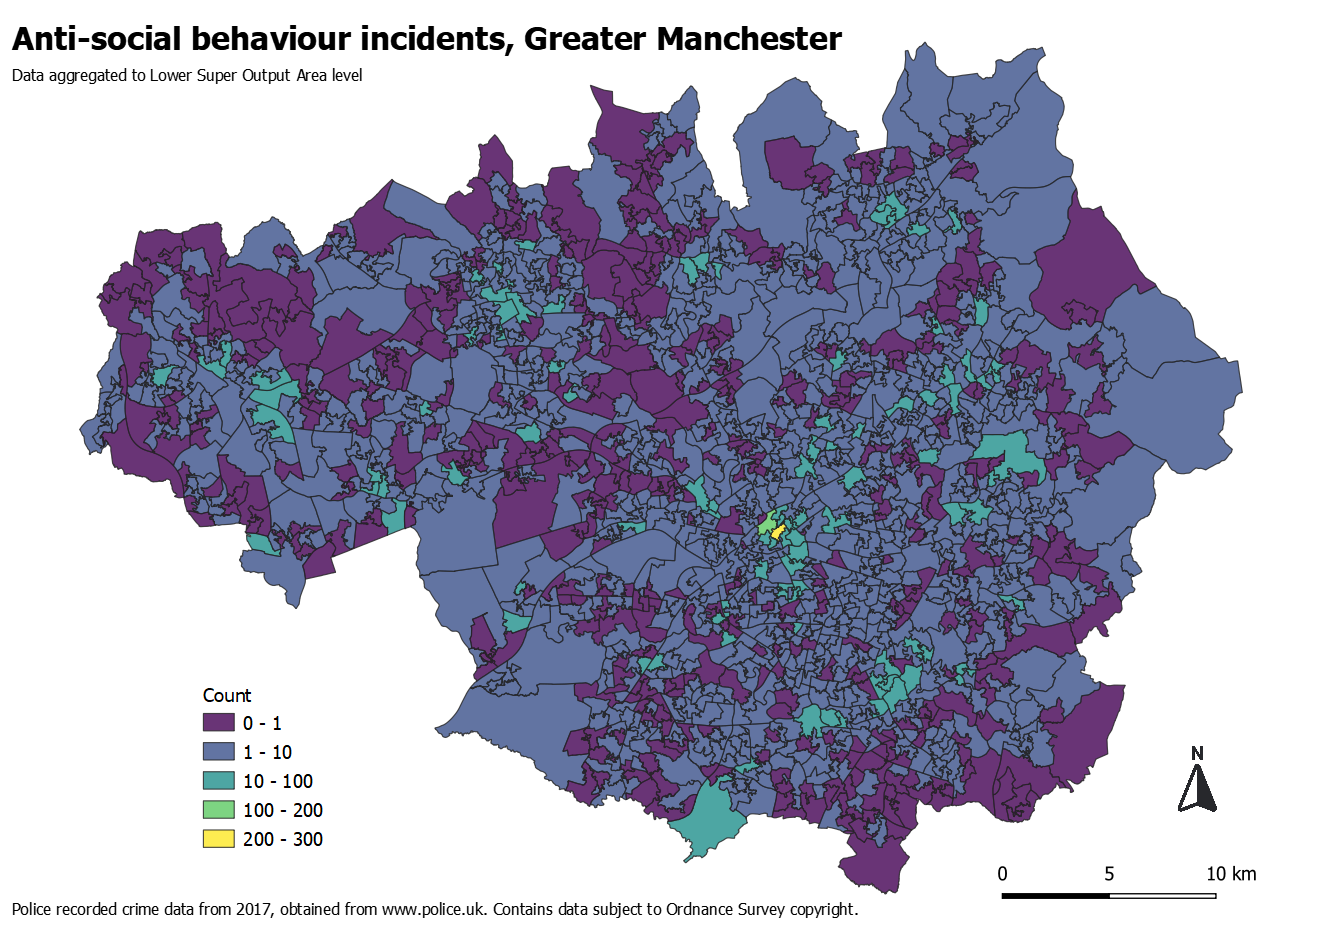 Anti-social behaviour incidents, Greater Manchester
Data aggregated to Lower Super Output Area level
Count
0 - 1
1 - 10
10 - 100
100 - 200
200 - 300
N
0 5 10 km
Police recorded crime data from 2017, obtained from www.police.uk. Contains data subject to Ordnance Survey copyright.